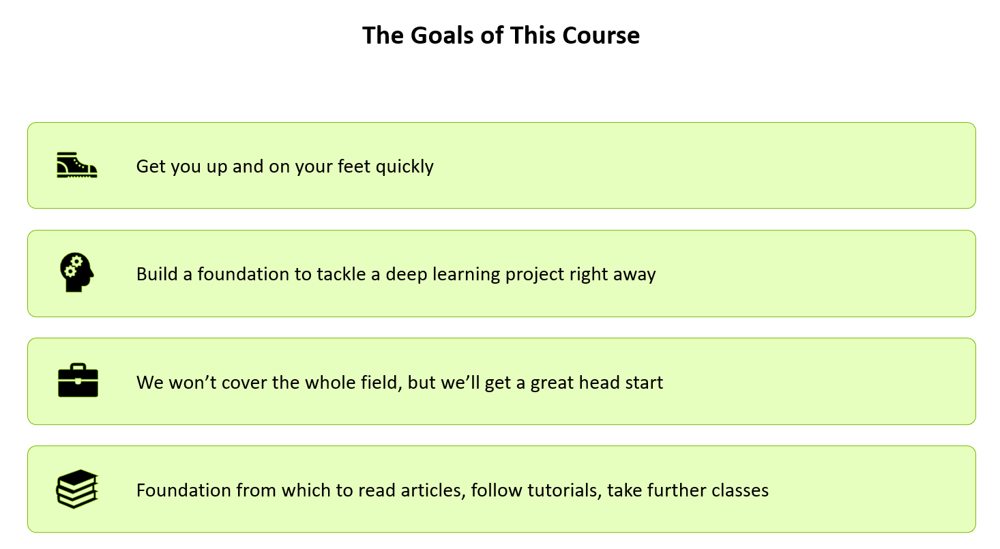 The Goals of This Course
Get you up and on your feet quickly
Build a foundation to tackle a deep learning project right away
We won’t cover the whole field, but we’ll get a great head start
Foundation from which to read articles, follow tutorials, take further classes